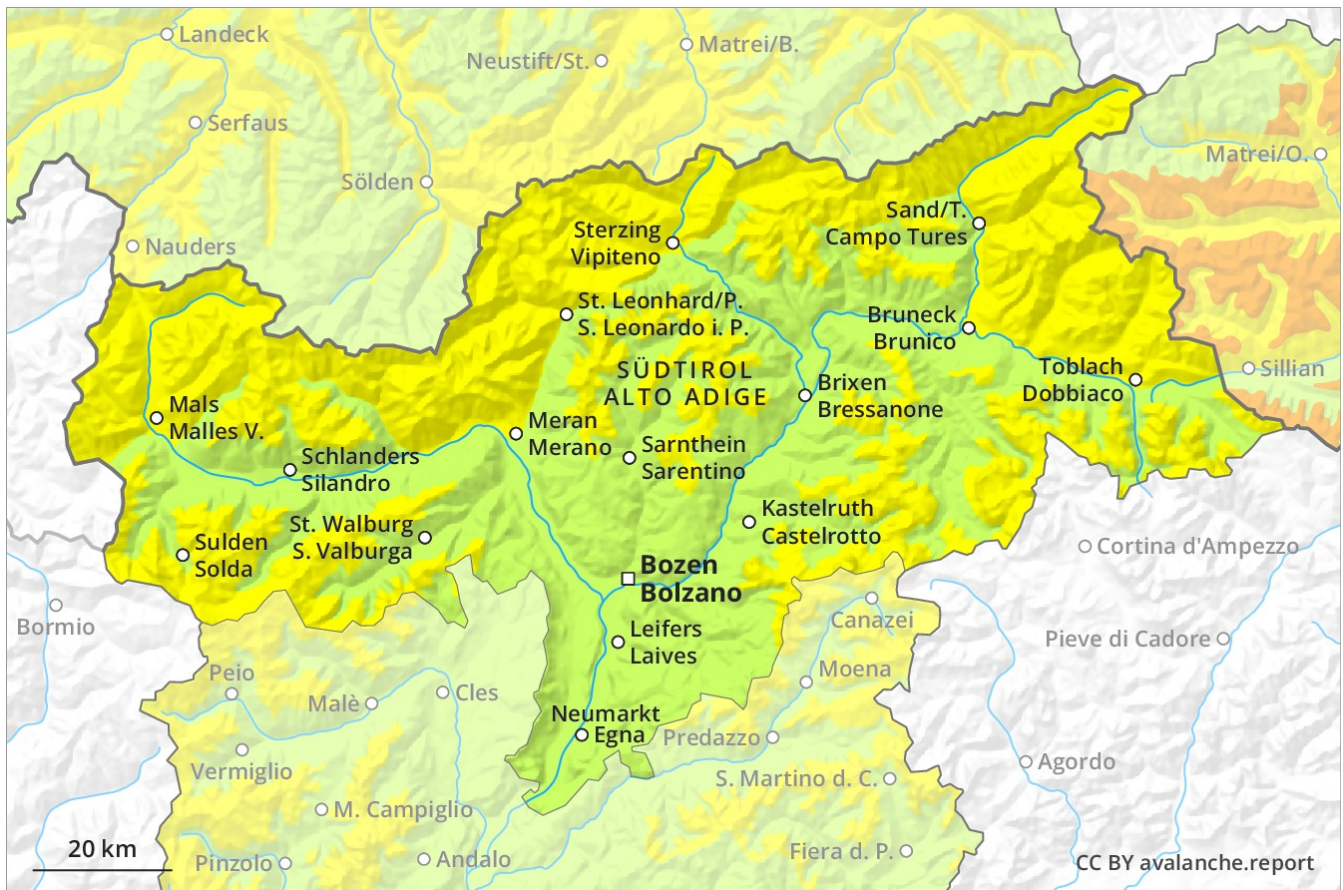 Landeck
Matrei/B.
Neustift/St.
Serfaus
Matrei/O.
Sölden
Sand/T.
Campo Tures
Sterzing
Vipiteno
Nauders
St. Leonhard/P.
S. Leonardo i. P.
Bruneck
Brunico
SÜDTIROL
ALTO ADIGE
Toblach
Dobbiaco
Sillian
Brixen
Bressanone
Mals
Malles V.
Meran
Merano
Sarnthein
Sarentino
Schlanders
Silandro
Kastelruth
Castelrotto
St. Walburg
S. Valburga
Sulden
Solda
Cortina d'Ampezzo
Bozen
Bolzano
Bormio
Canazei
Leifers
Laives
Pieve di Cadore
Peio
Moena
Malè
Cles
Neumarkt
Egna
Predazzo
Vermiglio
Agordo
S. Martino d. C.
M. Campiglio
20 km
Pinzolo
Andalo
Fiera d. P.
CC BY avalanche.report